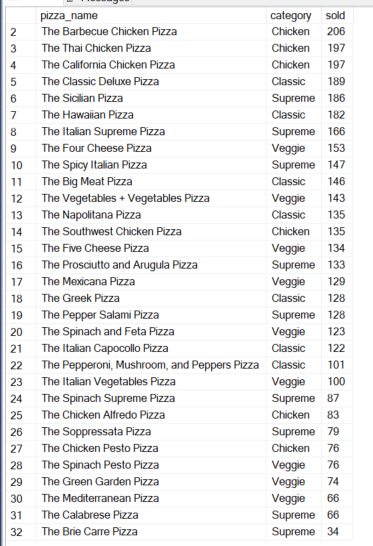 pizza_name category sold
2 The Barbecue Chicken Pizza Chicken 206
3 The Thai Chicken Pizza Chicken 197
4 The California Chicken Pizza Chicken 197
5 The Classic Deluxe Pizza Classic 189
6 The Sicilian Pizza Supreme 186
7 The Hawaiian Pizza Classic 182
8 The Italian Supreme Pizza Supreme 166
9 The Four Cheese Pizza Veggie 153
10 The Spicy Italian Pizza Supreme 147
11 The Big Meat Pizza Classic 146
12 The Vegetables + Vegetables Pizza Veggie 143
13 The Napolitana Pizza Classic 135
14 The Southwest Chicken Pizza Chicken 135
15 The Five Cheese Pizza Veggie 134
16 The Prosciutto and Arugula Pizza Supreme 133
17 The Mexicana Pizza Veggie 129
18 The Greek Pizza Classic 128
19 The Pepper Salami Pizza Supreme 128
20 The Spinach and Feta Pizza Veggie 123
21 The Italian Capocollo Pizza Classic 122
22 The Pepperoni, Mushroom, and Peppers Pizza Classic 101
23 The Italian Vegetables Pizza Veggie 100
24 The Spinach Supreme Pizza Supreme 87
25 The Chicken Alfredo Pizza Chicken 83
26 The Soppressata Pizza Supreme 79
27 The Chicken Pesto Pizza Chicken 76
28 The Spinach Pesto Pizza Veggie 76
29 The Green Garden Pizza Veggie 74
30 The Mediterranean Pizza Veggie 66
31 The Calabrese Pizza Supreme 66
32 The Brie Carre Pizza Supreme 34